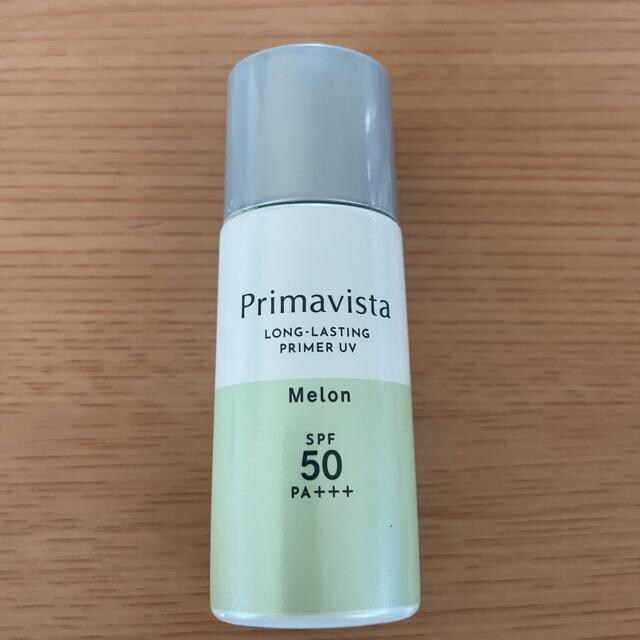 Primavista
LONG-LASTING
PRIMER UV
Melon
SPF
50
PA+++